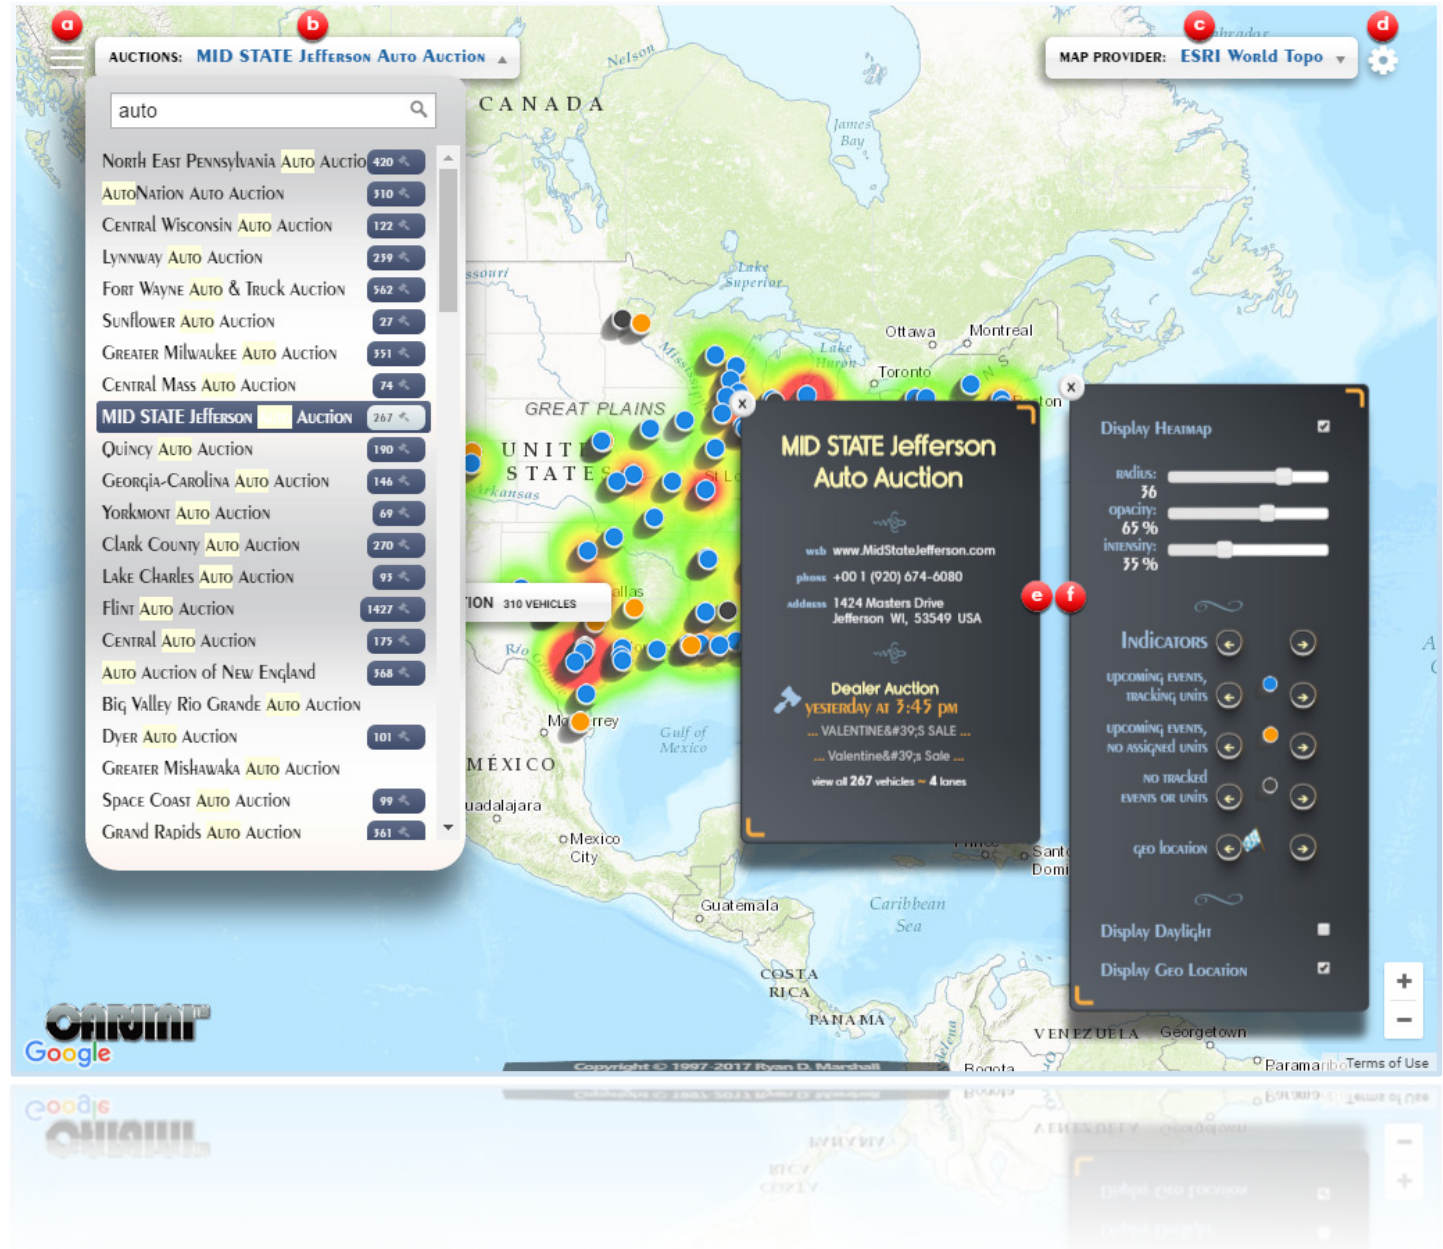 a
b
c
d
AUCTIONS: MID STATE Jefferson Auto Auction
MAP PROVIDER: ESRI World Topo
auto
North East Pennsylvania Auto Auctio 420
AutoNation Auto Auction 310
Central Wisconsin Auto Auction 122
Lynnway Auto Auction 239
Fort Wayne Auto & Truck Auction 562
Sunflower Auto Auction 27
Greater Milwaukee Auto Auction 351
Central Mass Auto Auction 74
MID STATE Jefferson Auto Auction 267
Quincy Auto Auction 190
Georgia-Carolina Auto Auction 146
Yorkmont Auto Auction 69
Clark County Auto Auction 270
Lake Charles Auto Auction 93
Flint Auto Auction 1427
Central Auto Auction 175
Auto Auction of New England 368
Big Valley Rio Grande Auto Auction
Dyer Auto Auction 101
Greater Mishawaka Auto Auction
Space Coast Auto Auction 99
Grand Rapids Auto Auction 361
Nelson
CANADA
James
Bay
Lake
Superior
Ottawa
Montreal
Lake
Huron
Toronto
GREAT PLAINS
UNITE
STATES
St Lo
Arkansas
Mississippi
TION 310 VEHICLES
allas
Río
Mo rrey
Gulf of
Mexico
MÉXICO
uadalajara
Mexico
City
Guatemala
Caribbean
Sea
COSTA
RICA
PANAMA
VENEZUELA
Georgetown
Paramaribo
Bogota
Santo
Domi
x
MID STATE Jefferson
Auto Auction
web www.MidStateJefferson.com
phone +00 1 (920) 674-6080
address 1424 Masters Drive
Jefferson WI, 53549 USA
Dealer Auction
yesterday at 3:45 pm
... VALENTINE&#39;S SALE ...
... Valentine&#39;s Sale ...
view all 267 vehicles ~ 4 lanes
e
f
x
Display Heatmap
radius:
36
opacity:
65 %
intensity:
35 %
Indicators
upcoming events,
tracking units
upcoming events,
no assigned units
no tracked
events or units
geo location
Display Daylight
Display Geo Location
+
−
CARINI™
Google
Copyright © 1997-2017 Ryan D. Marshall
Terms of Use